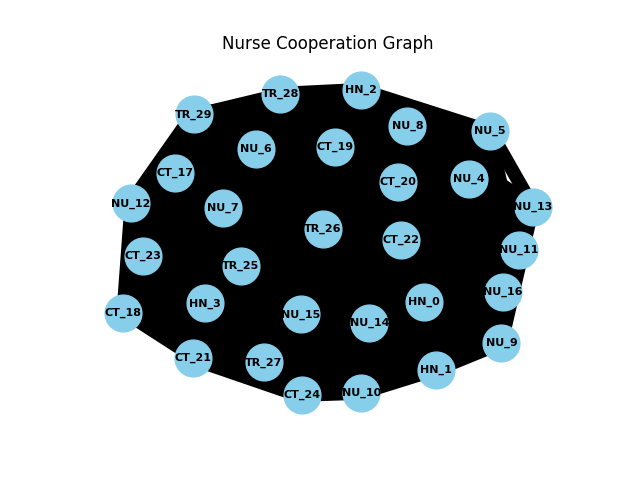 Nurse Cooperation Graph
HN_2
TR_28
TR_29
NU_8
NU_5
CT_19
NU_6
CT_17
NU_4
CT_20
NU_12
NU_7
NU_13
TR_26
CT_22
NU_11
CT_23
TR_25
NU_16
HN_0
HN_3
CT_18
NU_15
NU_14
NU_9
CT_21
TR_27
HN_1
NU_10
CT_24